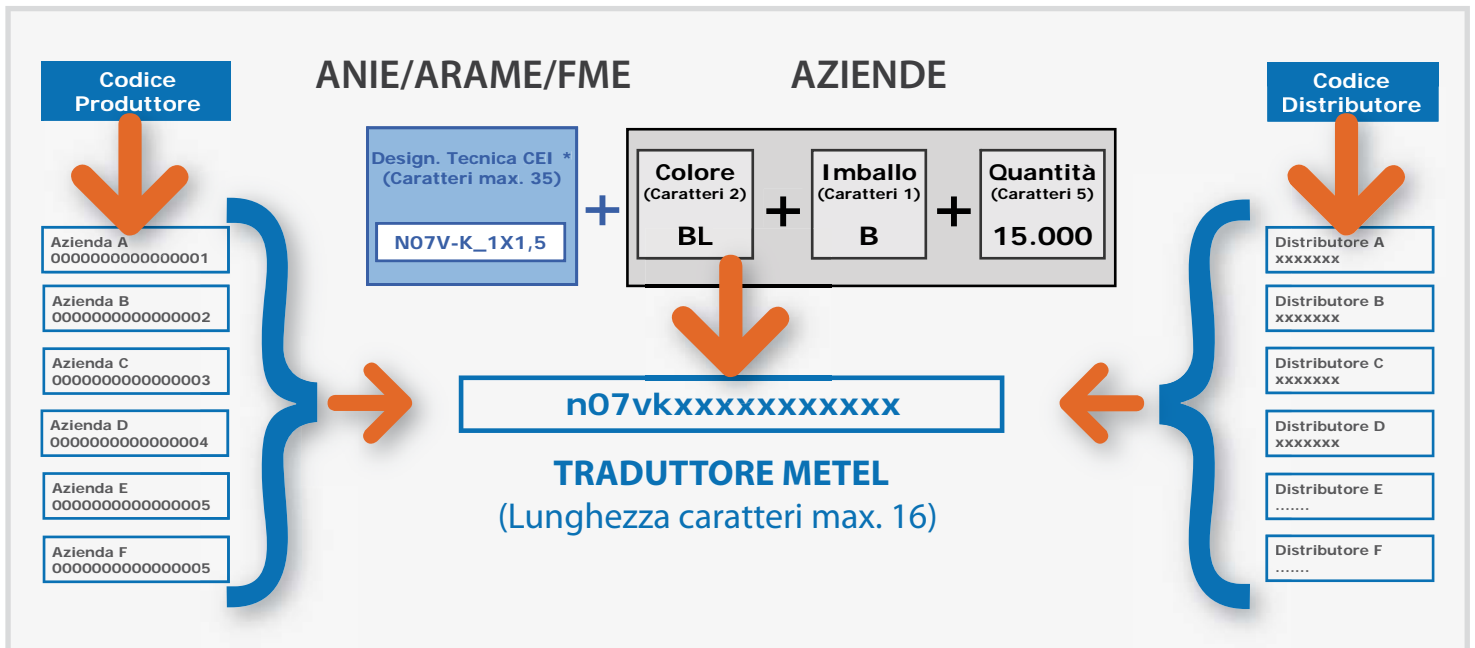 Codice
Produttore
ANIE/ARAME/FME
AZIENDE
Codice
Distributore
Design. Tecnica CEI *
(Caratteri max. 35)
N07V-K_1X1,5
+
Colore
(Caratteri 2)
BL
+
Imballo
(Caratteri 1)
B
+
Quantità
(Caratteri 5)
15.000
Azienda A
0000000000000001
Azienda B
0000000000000002
Azienda C
0000000000000003
Azienda D
0000000000000004
Azienda E
0000000000000005
Azienda F
0000000000000005
n07vkxxxxxxxxxxx
TRADUTTORE METEL
(Lunghezza caratteri max. 16)
Distributore A
xxxxxxx
Distributore B
xxxxxxx
Distributore C
xxxxxxx
Distributore D
xxxxxxx
Distributore E
.......
Distributore F
.......